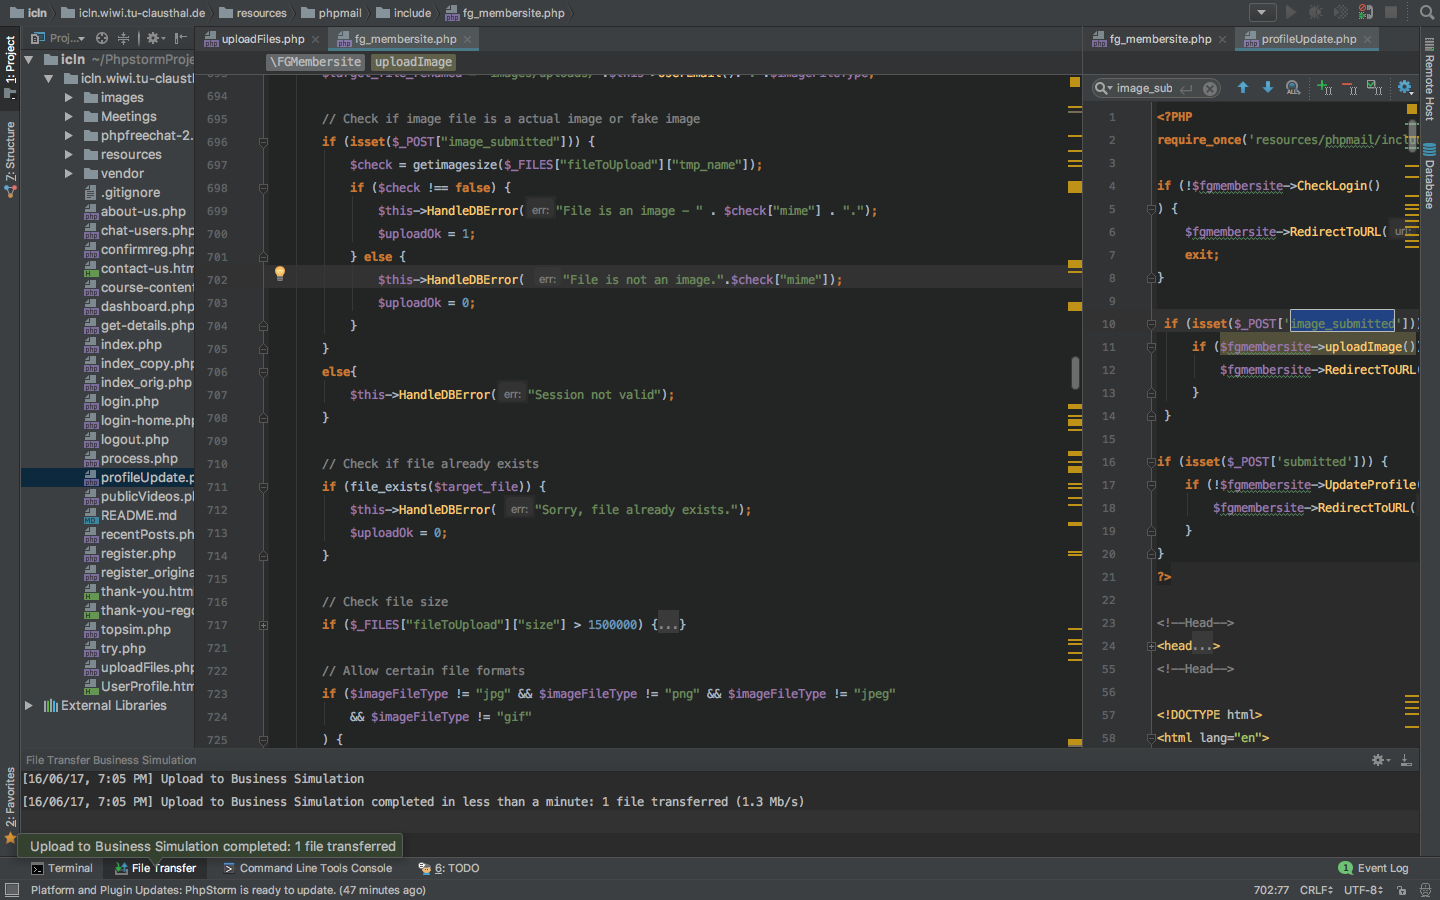 icln icln.wiwi.tu-clausthal.de resources phpmail include fg_membersite.php
1: Project
7: Structure
2: Favorites
Proj...
icln ~/PhpstormProje
icln.wiwi.tu-clausth
images
Meetings
phpfreechat-2.
resources
vendor
.gitignore
about-us.php
chat-users.php
confirmreg.php
contact-us.htm
course-content
dashboard.php
get-details.php
index.php
index_copy.php
index_orig.php
login.php
login-home.php
logout.php
process.php
profileUpdate.p
publicVideos.ph
README.md
recentPosts.ph
register.php
register_origina
thank-you.htm
thank-you-regd
topsim.php
try.php
uploadFiles.php
UserProfile.htm
External Libraries
uploadFiles.php fg_membersite.php
\FGMembersite uploadImage
694
695 // Check if image file is a actual image or fake image
696 if (isset($_POST["image_submitted"])) {
697 $check = getimagesize($_FILES["fileToUpload"]["tmp_name"]);
698 if ($check !== false) {
699 $this->HandleDBError( err: "File is an image - " . $check["mime"] . ".");
700 $uploadOk = 1;
701 } else {
702 $this->HandleDBError( err: "File is not an image.".$check["mime"]);
703 $uploadOk = 0;
704 }
705 }
706 else{
707 $this->HandleDBError( err: "Session not valid");
708 }
709
710 // Check if file already exists
711 if (file_exists($target_file)) {
712 $this->HandleDBError( err: "Sorry, file already exists.");
713 $uploadOk = 0;
714 }
715
716 // Check file size
717 if ($_FILES["fileToUpload"]["size"] > 1500000) {...}
721
722 // Allow certain file formats
723 if ($imageFileType != "jpg" && $imageFileType != "png" && $imageFileType != "jpeg"
724 && $imageFileType != "gif"
725 ) {
fg_membersite.php profileUpdate.php
image_sub
1 <?PHP
2 require_once('resources/phpmail/inclu
3
4 if (!$fgmembersite->CheckLogin()
5 ) {
6 $fgmembersite->RedirectToURL( url:
7 exit;
8 }
9
10 if (isset($_POST['image_submitted']))
11 if ($fgmembersite->uploadImage())
12 $fgmembersite->RedirectToURL(
13 }
14 }
15
16 if (isset($_POST['submitted'])) {
17 if (!$fgmembersite->UpdateProfile(
18 $fgmembersite->RedirectToURL(
19 }
20 }
21 ?>
22
23 <!--Head-->
24 <head...>
55 <!--Head-->
56
57 <!DOCTYPE html>
58 <html lang="en">
Remote Host
Database
File Transfer Business Simulation
[16/06/17, 7:05 PM] Upload to Business Simulation
[16/06/17, 7:05 PM] Upload to Business Simulation completed in less than a minute: 1 file transferred (1.3 Mb/s)
Upload to Business Simulation completed: 1 file transferred
Terminal File Transfer Command Line Tools Console 6: TODO 1 Event Log
Platform and Plugin Updates: PhpStorm is ready to update. (47 minutes ago) 702:77 CRLF UTF-8